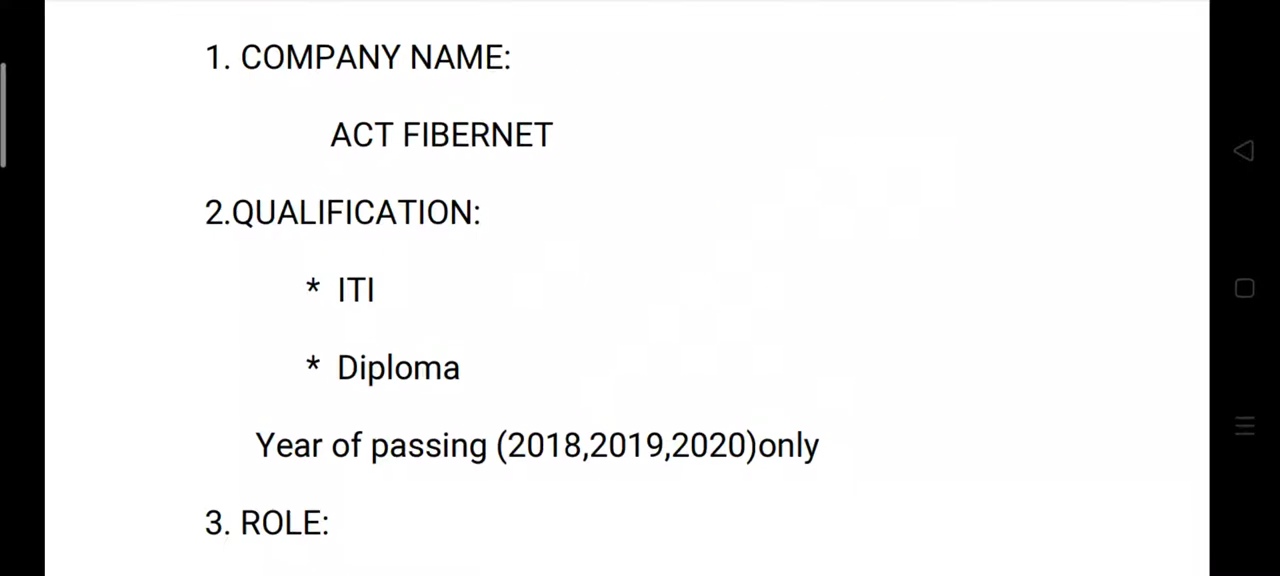 1. COMPANY NAME:
ACT FIBERNET
2.QUALIFICATION:
* ITI
* Diploma
Year of passing (2018,2019,2020)only
3. ROLE: